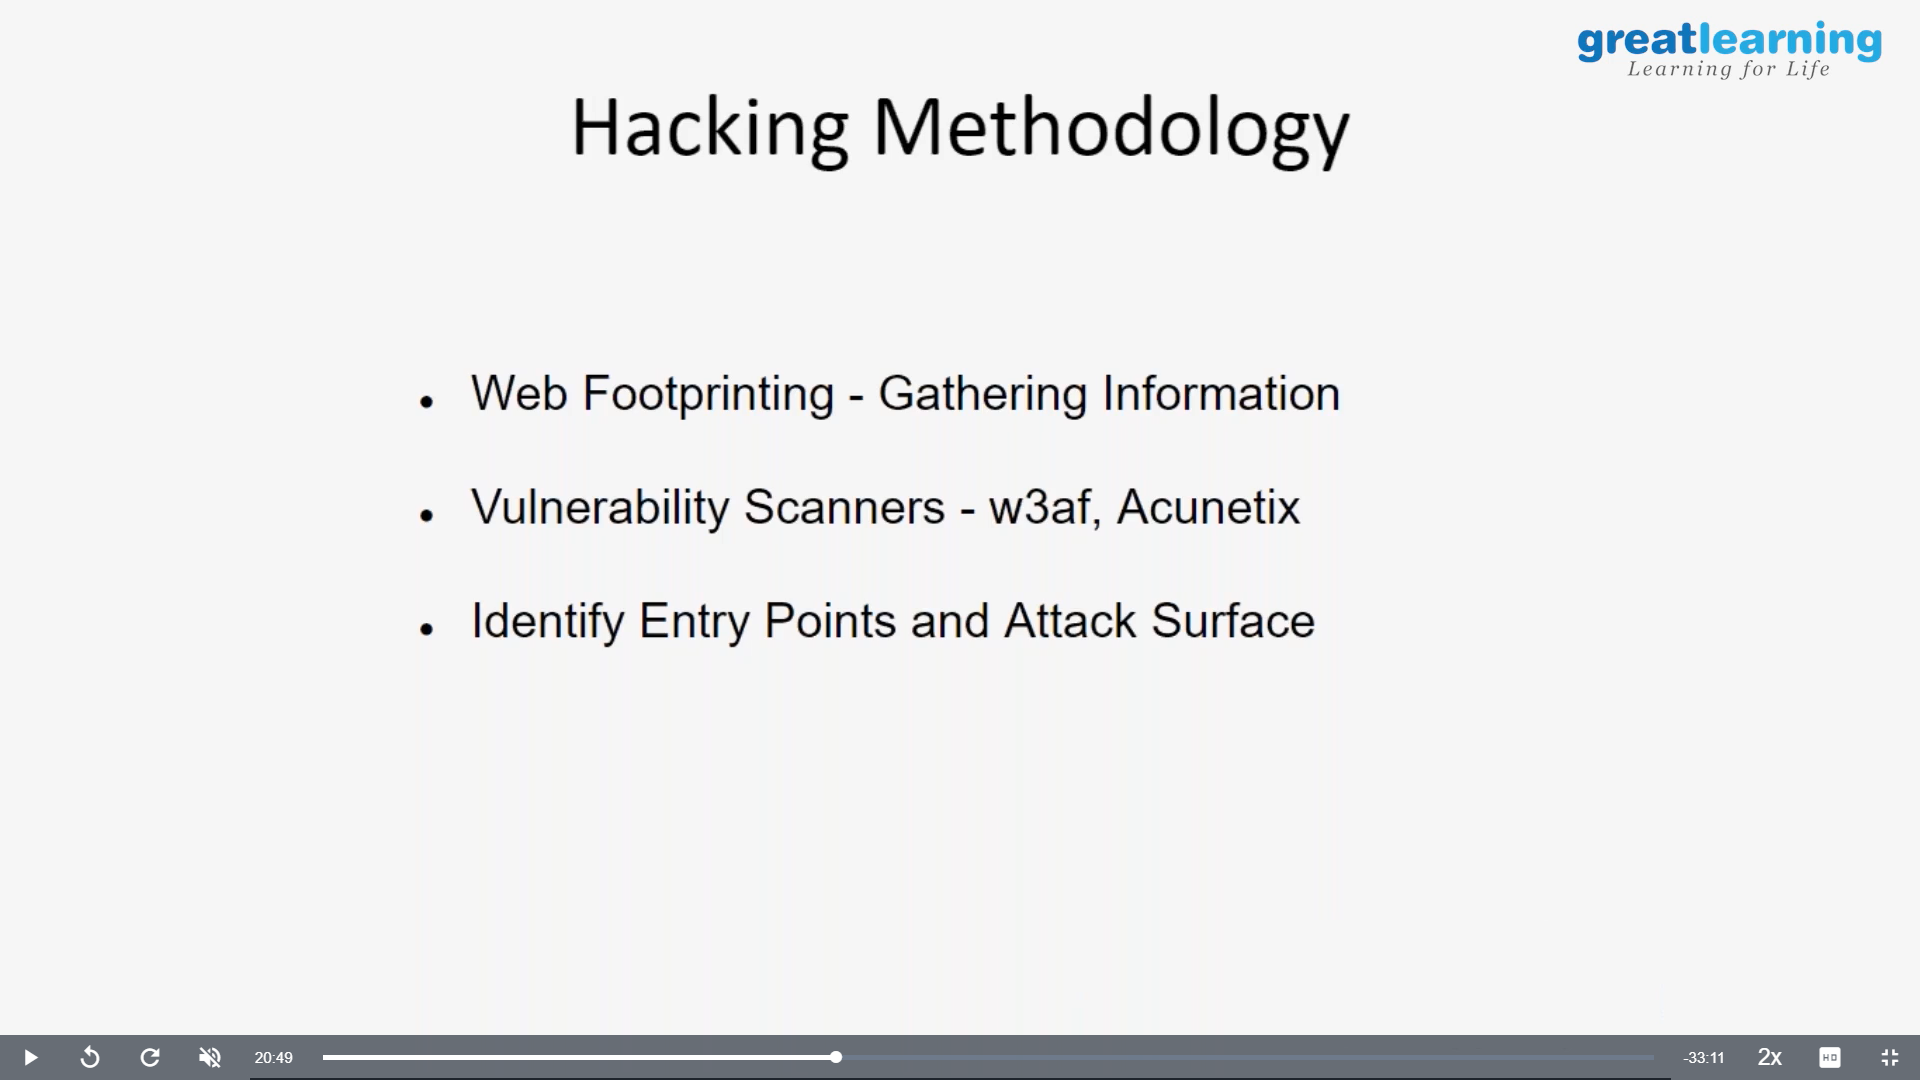 greatlearning
Learning for Life
Hacking Methodology
• Web Footprinting - Gathering Information
• Vulnerability Scanners - w3af, Acunetix
• Identify Entry Points and Attack Surface
20:49 -33:11 2x HD